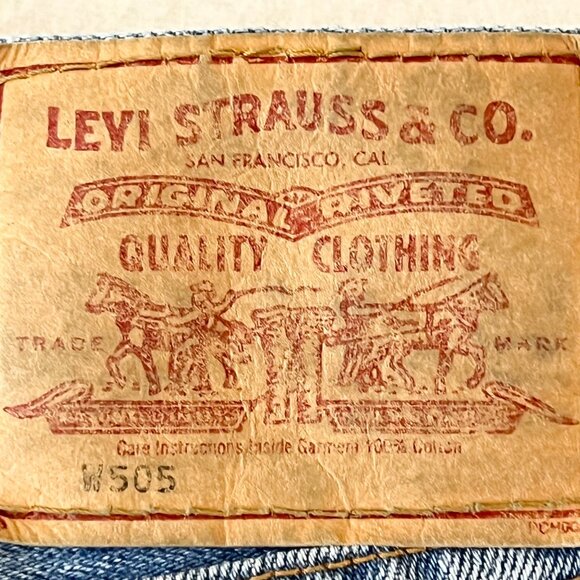 LEVI STRAUSS & CO.
SAN FRANCISCO, CAL
ORIGINAL RIVETED
QUALITY CLOTHING
TRADE MARK
Care Instructions Inside Garment 100% Cotton
W505